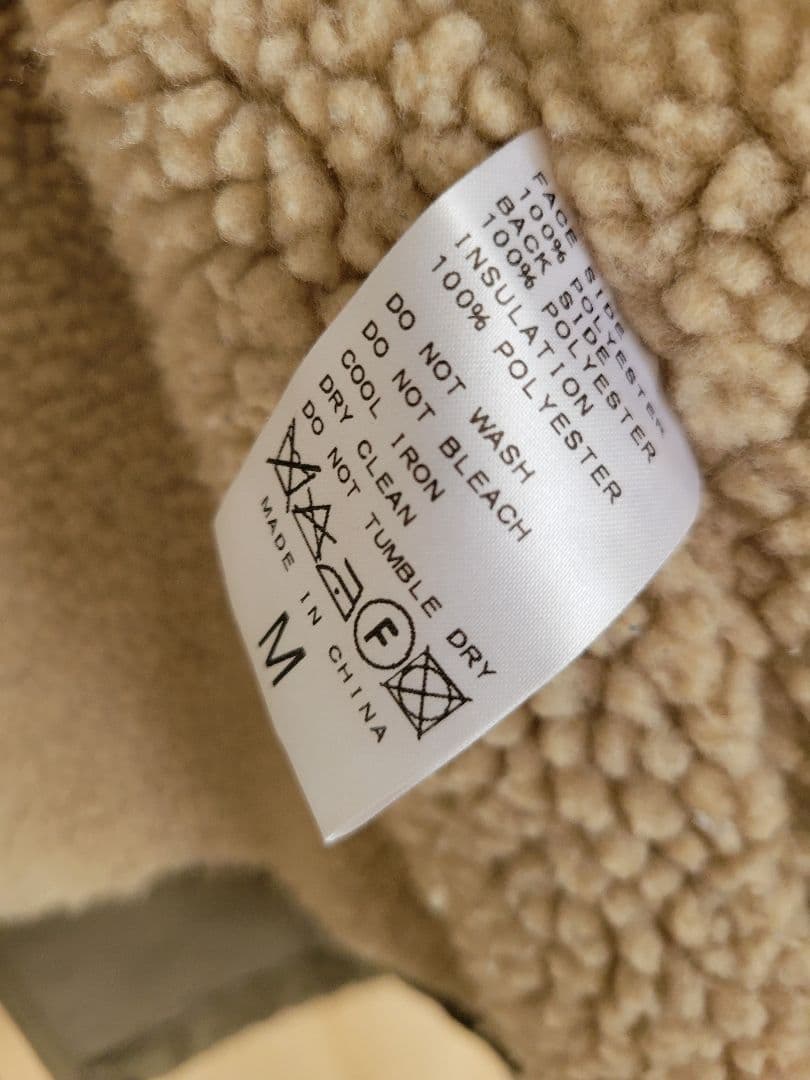 FACE SIDE
100% POLYESTER
BACK SIDE
100% POLYESTER
INSULATION
100% POLYESTER
DO NOT WASH
DO NOT BLEACH
COOL IRON
DRY CLEAN
DO NOT TUMBLE DRY
F
MADE IN CHINA
M